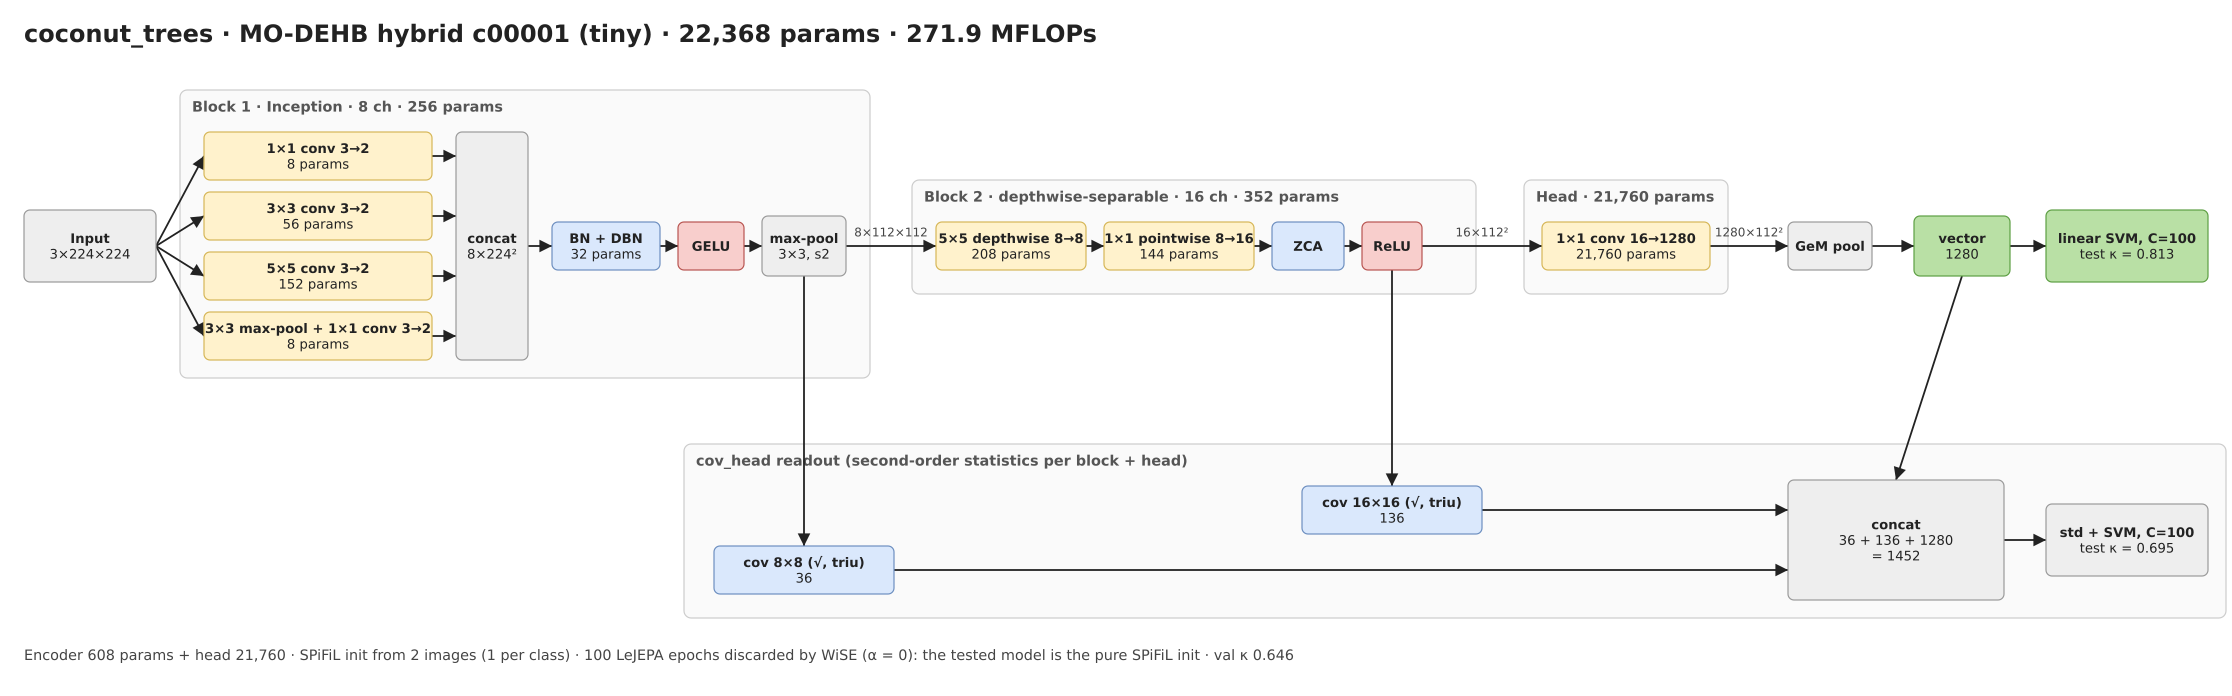 coconut_trees · MO-DEHB hybrid c00001 (tiny) · 22,368 params · 271.9 MFLOPs
Block 1 · Inception · 8 ch · 256 params
Input
3×224×224
1×1 conv 3→2
8 params
3×3 conv 3→2
56 params
5×5 conv 3→2
152 params
3×3 max-pool + 1×1 conv 3→2
8 params
concat
8×224²
BN + DBN
32 params
GELU
max-pool
3×3, s2
8×112×112
Block 2 · depthwise-separable · 16 ch · 352 params
5×5 depthwise 8→8
208 params
1×1 pointwise 8→16
144 params
ZCA
ReLU
16×112²
Head · 21,760 params
1×1 conv 16→1280
21,760 params
1280×112²
GeM pool
vector
1280
linear SVM, C=100
test κ = 0.813
cov_head readout (second-order statistics per block + head)
cov 8×8 (√, triu)
36
cov 16×16 (√, triu)
136
concat
36 + 136 + 1280
= 1452
std + SVM, C=100
test κ = 0.695
Encoder 608 params + head 21,760 · SPiFiL init from 2 images (1 per class) · 100 LeJEPA epochs discarded by WiSE (α = 0): the tested model is the pure SPiFiL init · val κ 0.646